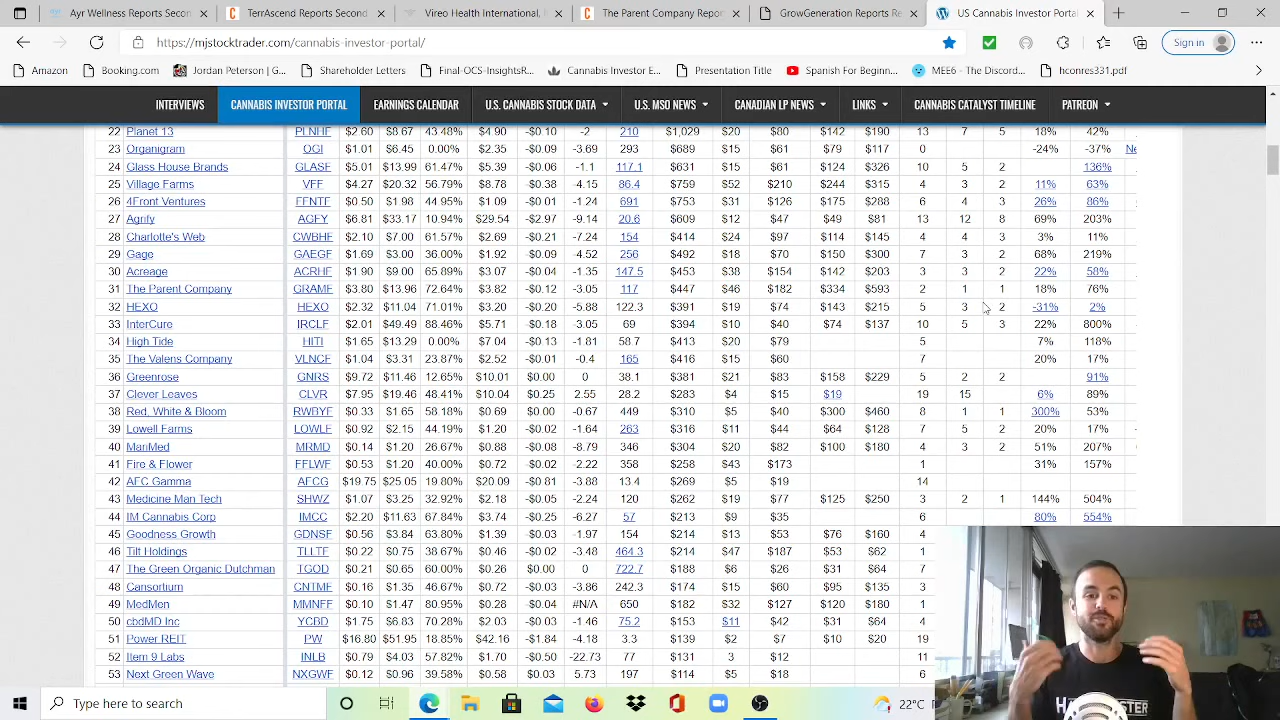 Ayr Wellness Reports Secon
TerrAscend Reports Second
Vireo Health International, I
The Parent Company Repor
GrowGeneration Reports Re
US Cannabis Investor Portal
https://mjstocktrader.com/cannabis-investor-portal/
Sign in
Amazon
Booking.com
Jordan Peterson | G...
Shareholder Letters
Final-OCS-InsightsR...
Cannabis Investor E...
Presentation Title
Spanish For Beginn...
MEE6 - The Discord...
hconres331.pdf
INTERVIEWS CANNABIS INVESTOR PORTAL EARNINGS CALENDAR U.S. CANNABIS STOCK DATA U.S. MSO NEWS CANADIAN LP NEWS LINKS CANNABIS CATALYST TIMELINE PATREON
22 Planet 13 PLNHF $2.60 $8.67 43.48% $4.90 -$0.10 -2 210 $1,029 $20 $80 $142 $190 13 7 5 18% 42%
23 Organigram OGI $1.01 $6.45 0.00% $2.35 -$0.09 -3.69 293 $689 $15 $61 $79 $117 0 -24% -37% Ne
24 Glass House Brands GLASF $5.01 $13.99 61.47% $5.39 -$0.06 -1.1 117.1 $631 $15 $61 $124 $326 10 5 2 136%
25 Village Farms VFF $4.27 $20.32 56.79% $8.78 -$0.38 -4.15 86.4 $759 $52 $210 $244 $315 4 3 2 11% 63%
26 4Front Ventures FFNTF $0.50 $1.98 44.95% $1.09 -$0.01 -1.24 691 $753 $31 $126 $175 $288 6 4 3 26% 86%
27 Agrify AGFY $6.81 $33.17 10.94% $29.54 -$2.97 -9.14 20.6 $609 $12 $47 $49 $81 13 12 8 69% 203%
28 Charlotte's Web CWBHF $2.10 $7.00 61.57% $2.69 -$0.21 -7.24 154 $414 $24 $97 $114 $145 4 4 3 3% 11%
29 Gage GAEGF $1.69 $3.00 36.00% $1.92 -$0.09 -4.52 256 $492 $18 $70 $150 $300 7 3 2 68% 219%
30 Acreage ACRHF $1.90 $9.00 65.89% $3.07 -$0.04 -1.35 147.5 $453 $38 $154 $142 $203 3 3 2 22% 58%
31 The Parent Company GRAMF $3.80 $13.96 72.64% $3.82 -$0.12 -3.05 117 $447 $46 $182 $334 $593 2 1 1 18% 76%
32 HEXO HEXO $2.32 $11.04 71.01% $3.20 -$0.20 -5.88 122.3 $391 $19 $74 $143 $215 5 3 2 -31% 2%
33 InterCure IRCLF $2.01 $49.49 88.46% $5.71 -$0.18 -3.05 69 $394 $10 $40 $74 $137 10 5 3 22% 800%
34 High Tide HITI $1.65 $13.29 0.00% $7.04 -$0.13 -1.81 58.7 $413 $20 $79 5 7% 118%
35 The Valens Company VLNCF $1.04 $3.31 23.87% $2.52 -$0.01 -0.4 165 $416 $15 $60 7 20% 17%
36 Greenrose GNRS $9.72 $11.46 12.65% $10.01 $0.00 0 38.1 $381 $21 $83 $158 $229 5 2 2 91%
37 Clever Leaves CLVR $7.95 $19.46 48.41% $10.04 $0.25 2.55 28.2 $283 $4 $15 $19 19 15 6% 89%
38 Red, White & Bloom RWBYF $0.33 $1.65 58.18% $0.69 $0.00 -0.67 449 $310 $5 $40 $300 $460 8 1 1 300% 53%
39 Lowell Farms LOWLF $0.92 $2.15 44.19% $1.20 -$0.02 -1.64 263 $316 $11 $44 $64 $128 7 5 2 20% 17%
40 MariMed MRMD $0.14 $1.20 26.67% $0.88 -$0.08 -8.79 346 $304 $20 $82 $100 $180 4 3 2 51% 207%
41 Fire & Flower FFLWF $0.53 $1.20 40.00% $0.72 -$0.02 -2.22 358 $258 $43 $173 1 31% 157%
42 AFC Gamma AFCG $19.75 $25.05 19.80% $20.09 -$0.81 -3.88 13.4 $269 $5 $19 14
43 Medicine Man Tech SHWZ $1.07 $3.25 32.92% $2.18 -$0.05 -2.24 120 $262 $19 $77 $125 $250 3 2 1 144% 504%
44 IM Cannabis Corp IMCC $2.20 $11.63 67.84% $3.74 -$0.25 -6.27 57 $213 $9 $35 6 80% 554%
45 Goodness Growth GDNSF $0.56 $3.84 63.80% $1.39 -$0.03 -1.97 154 $214 $13 $53 $76 $160 4
46 Tilt Holdings TLLTF $0.22 $0.75 38.67% $0.46 -$0.02 -3.48 464.3 $214 $47 $187 $53 $62 1
47 The Green Organic Dutchman TGOD $0.21 $0.65 60.00% $0.26 $0.00 0 722.7 $188 $6 $26 $31 $64 7
48 Cansortium CNTMF $0.16 $1.35 46.67% $0.72 -$0.03 -3.86 242.3 $174 $15 $60 $95 $135 3
49 MedMen MMNFF $0.10 $1.47 80.95% $0.28 -$0.04 #N/A 650 $182 $32 $127 $120 $180 1
50 cbdMD Inc YCBD $1.75 $6.85 70.28% $2.03 -$0.03 -1.46 75.2 $153 $11 $42 $31 $64 4
51 Power REIT PW $16.80 $51.95 18.85% $42.16 -$1.84 -4.18 3.3 $139 $2 $7 $10 $20 19
52 Item 9 Labs INLB $0.79 $4.03 57.82% $1.70 -$0.50 -22.73 77 $131 3 $12 11
53 Next Green Wave NXGWF $0.12 $0.96 39.58% $0.58 $0.03 5.73 197 $114 $5 $18 6
Type here to search
22°C